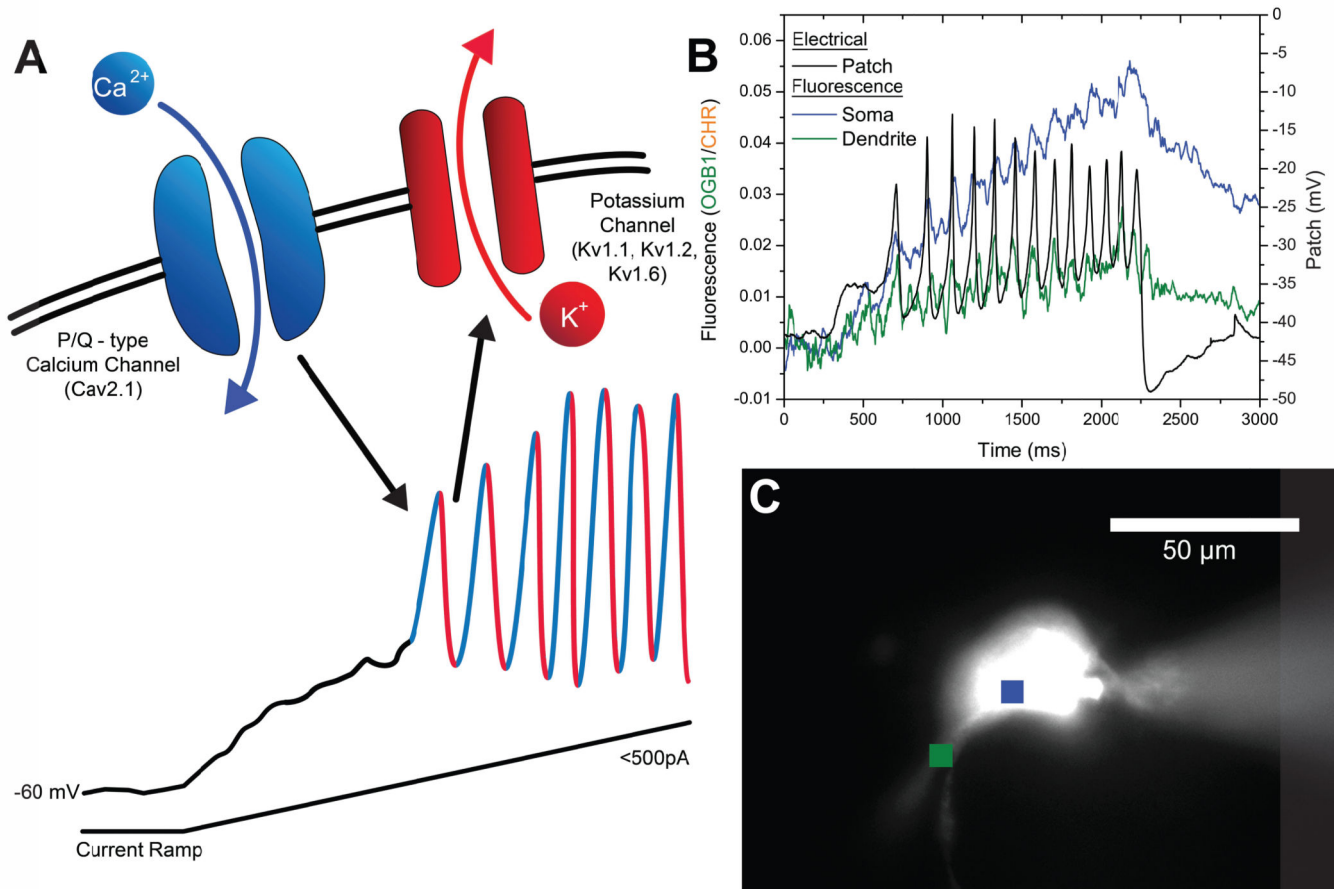 A
Ca 2+
P/Q - type
Calcium Channel
(Cav2.1)
Potassium
Channel
(Kv1.1, Kv1.2,
Kv1.6)
K+
-60 mV
<500pA
Current Ramp
B
Electrical
Patch
Fluorescence
Soma
Dendrite
Fluorescence (OGB1/CHR)
0.06
0.05
0.04
0.03
0.02
0.01
0.00
-0.01
0
-5
-10
-15
-20
-25
-30
-35
-40
-45
-50
Patch (mV)
0 500 1000 1500 2000 2500 3000
Time (ms)
C
50 µm